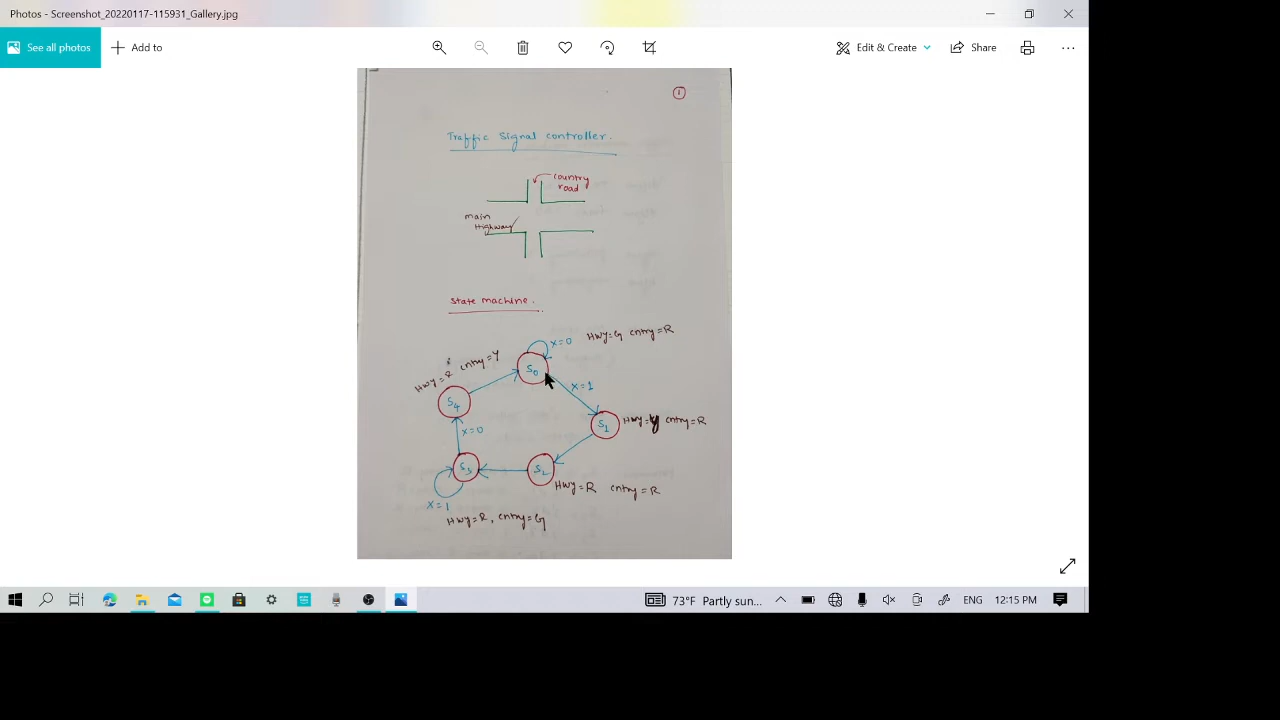 Photos - Screenshot_20220117-115931_Gallery.jpg
See all photos
Add to
Edit & Create
Share
1
Traffic Signal controller.
country
road
main
Highway
state machine.
x=0
HWY=G cntry=R
HWY=R cntry=Y
S0
x=1
S4
S1
HWY=Y cntry=R
x=0
S3
S2
HWY=R cntry=R
x=1
HWY=R, cntry=G
73°F Partly sun...
ENG
12:15 PM